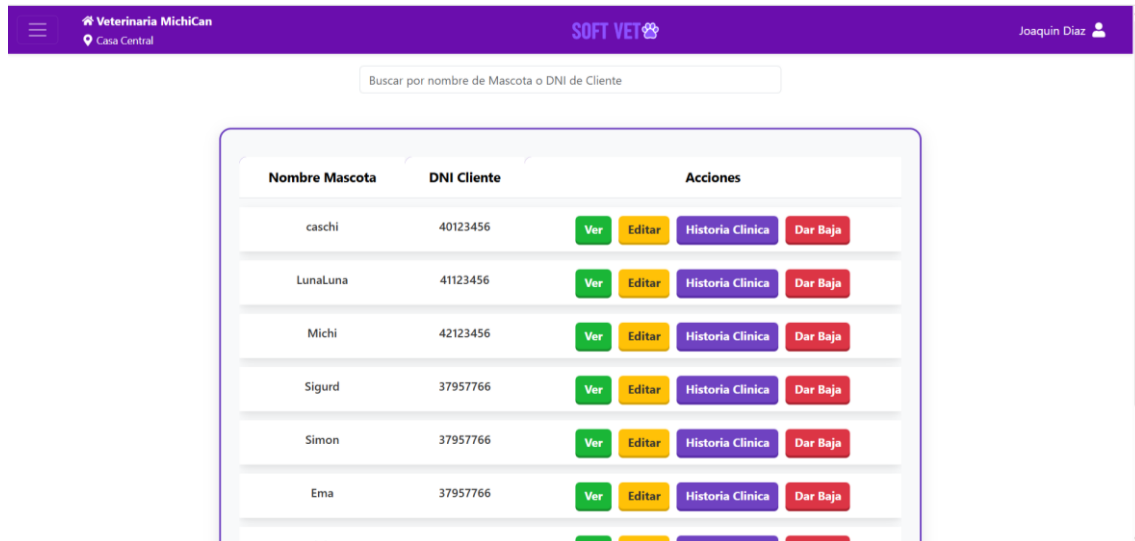 Veterinaria MichiCan
Casa Central
SOFT VET
Joaquin Diaz
Buscar por nombre de Mascota o DNI de Cliente
Nombre Mascota DNI Cliente Acciones
caschi 40123456 Ver Editar Historia Clinica Dar Baja
LunaLuna 41123456 Ver Editar Historia Clinica Dar Baja
Michi 42123456 Ver Editar Historia Clinica Dar Baja
Sigurd 37957766 Ver Editar Historia Clinica Dar Baja
Simon 37957766 Ver Editar Historia Clinica Dar Baja
Ema 37957766 Ver Editar Historia Clinica Dar Baja